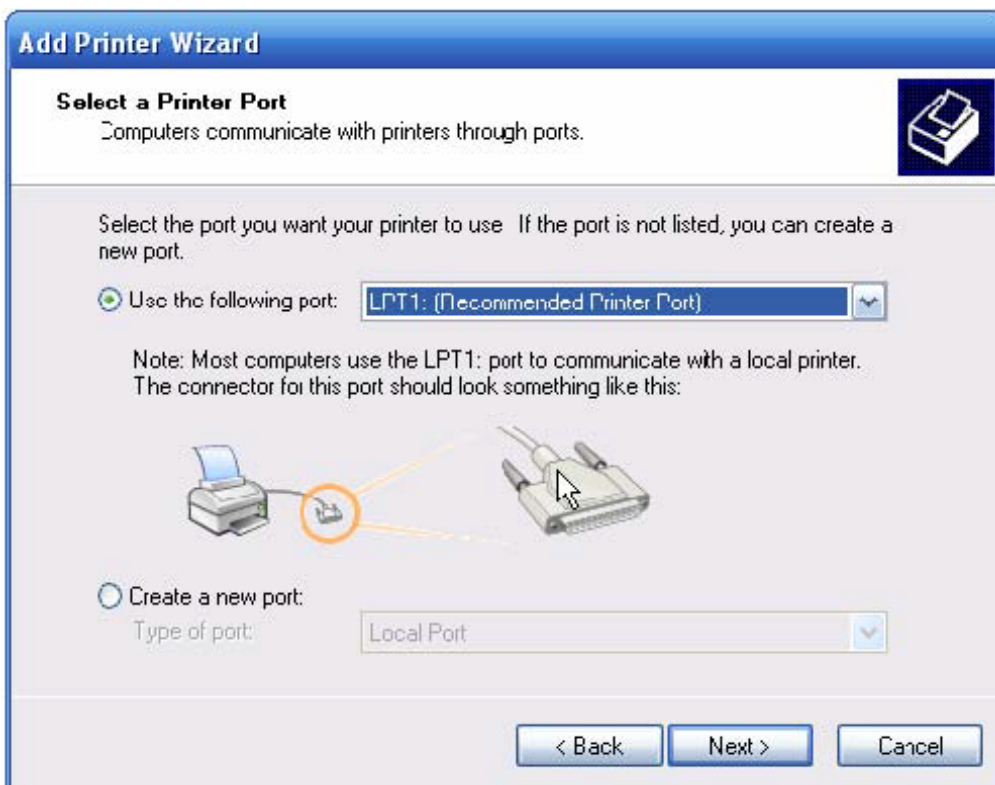 Add Printer Wizard
Select a Printer Port
Computers communicate with printers through ports.
Select the port you want your printer to use  If the port is not listed, you can create a
new port.
Use the following port: LPT1: (Recommended Printer Port)
Note: Most computers use the LPT1: port to communicate with a local printer.
The connector for this port should look something like this:
Create a new port:
Type of port: Local Port
< Back Next > Cancel